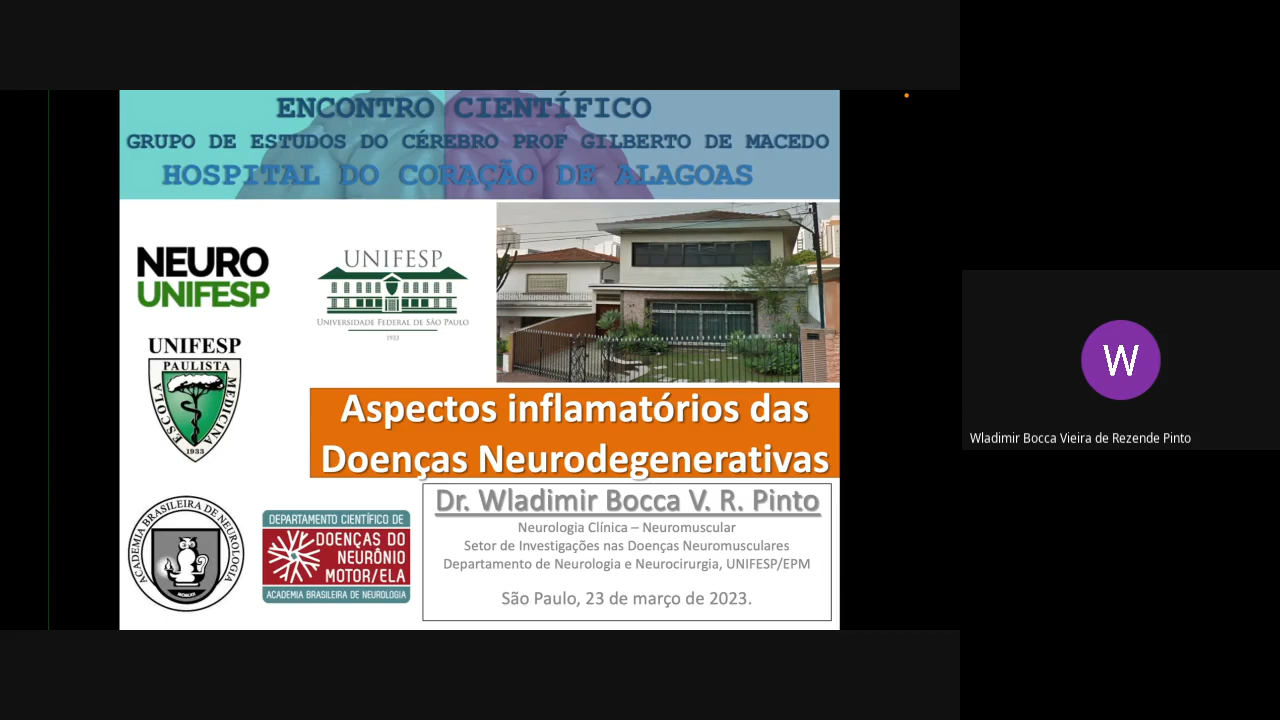 ENCONTRO CIENTÍFICO
GRUPO DE ESTUDOS DO CÉREBRO PROF GILBERTO DE MACEDO
HOSPITAL DO CORAÇÃO DE ALAGOAS
NEURO
UNIFESP
UNIFESP
UNIVERSIDADE FEDERAL DE SÃO PAULO
1933
UNIFESP
ESCOLA PAULISTA MEDICINA
1933
Aspectos inflamatórios das
Doenças Neurodegenerativas
Dr. Wladimir Bocca V. R. Pinto
Neurologia Clínica – Neuromuscular
Setor de Investigações nas Doenças Neuromusculares
Departamento de Neurologia e Neurocirurgia, UNIFESP/EPM
São Paulo, 23 de março de 2023.
ACADEMIA BRASILEIRA DE NEUROLOGIA
DEPARTAMENTO CIENTÍFICO DE
DOENÇAS DO
NEURÔNIO
MOTOR/ELA
ACADEMIA BRASILEIRA DE NEUROLOGIA
W
Wladimir Bocca Vieira de Rezende Pinto